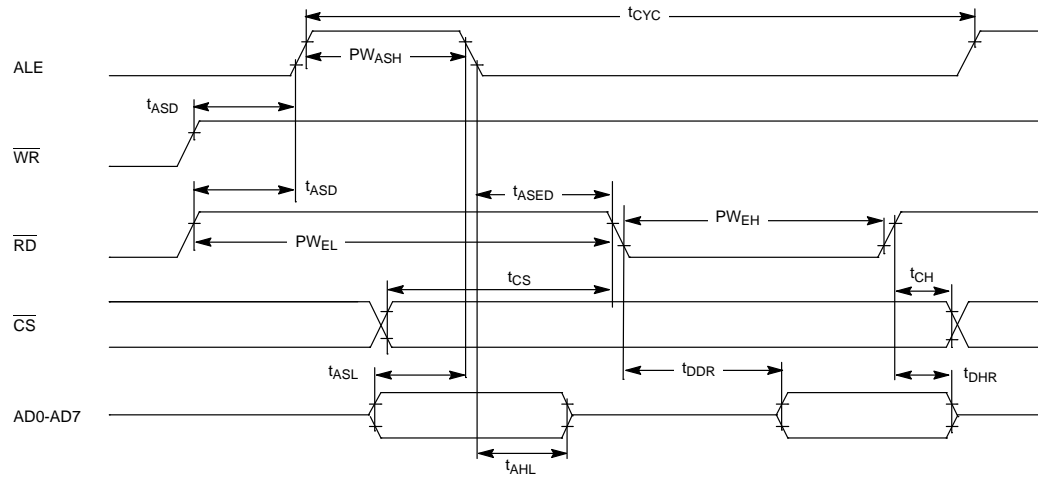 tCYC
PWASH
ALE
tASD
WR
tASD
tASED
PWEH
RD
PWEL
tCS
tCH
CS
tASL
tDDR
tDHR
AD0-AD7
tAHL